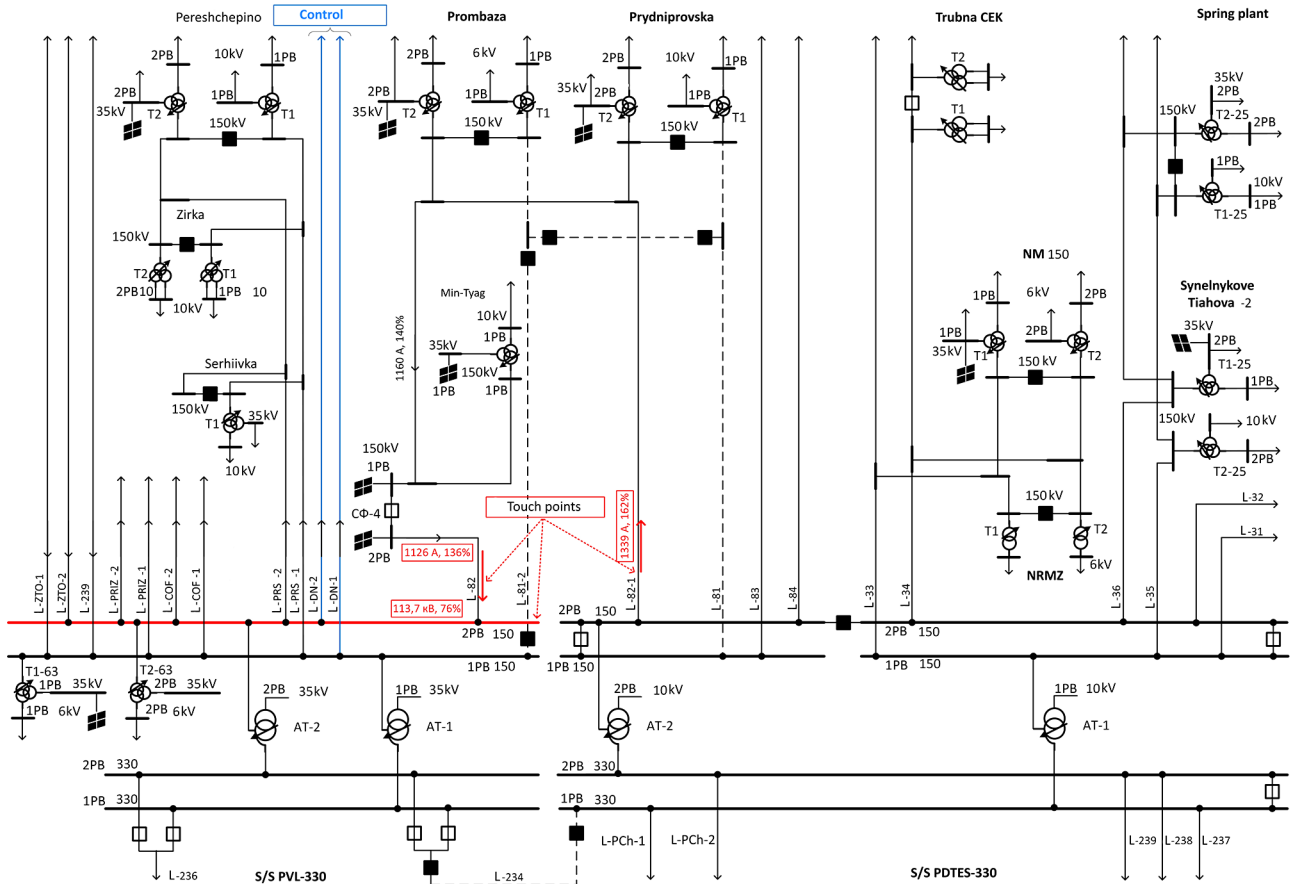 Pereshchepino
Control
Prombaza
Prydniprovska
Trubna CEK
Spring plant
2PB
10kV
1PB
2PB
35kV
T2
1PB
T1
150kV
2PB
6kV
1PB
2PB
35kV
T2
1PB
T1
150kV
2PB
10kV
1PB
35kV
2PB
T2
1PB
T1
150kV
T2
T1
35kV
2PB
T2-25
2PB
150kV
1PB
10kV
1PB
T1-25
Zirka
150kV
T2
T1
2PB10
1PB
10
10kV
Min-Tyag
10kV
1PB
35kV
150kV
1PB
1PB
1160 A, 140%
NM 150
1PB
6kV
2PB
1PB
35kV
T1
2PB
T2
150kV
Synelnykove
Tiahova -2
35kV
2PB
T1-25
1PB
150kV
10kV
2PB
T2-25
Serhiivka
150kV
T1
35kV
10kV
150kV
1PB
СФ-4
2PB
Touch points
1126 A, 136%
1339 A, 162%
113,7 кВ, 76%
150kV
T1
T2
6kV
NRMZ
L-32
L-31
L-ZTO-1
L-ZTO-2
L-239
L-PRIZ -2
L-PRIZ -1
L-COF -2
L-COF -1
L-PRS -2
L-PRS -1
L-DN-2
L-DN-1
L-82
L-81-2
L-82-1
L-81
L-83
L-84
L-33
L-34
L-36
L-35
2PB 150
2PB 150
2PB 150
1PB 150
1PB 150
1PB 150
T1-63
1PB
35kV
1PB
6kV
T2-63
2PB
35kV
2PB
6kV
2PB
35kV
AT-2
1PB
35kV
AT-1
2PB
10kV
AT-2
1PB
10kV
AT-1
2PB 330
2PB 330
1PB 330
1PB 330
L-236
S/S PVL-330
L-234
L-PCh-1
L-PCh-2
S/S PDTES-330
L-239
L-238
L-237